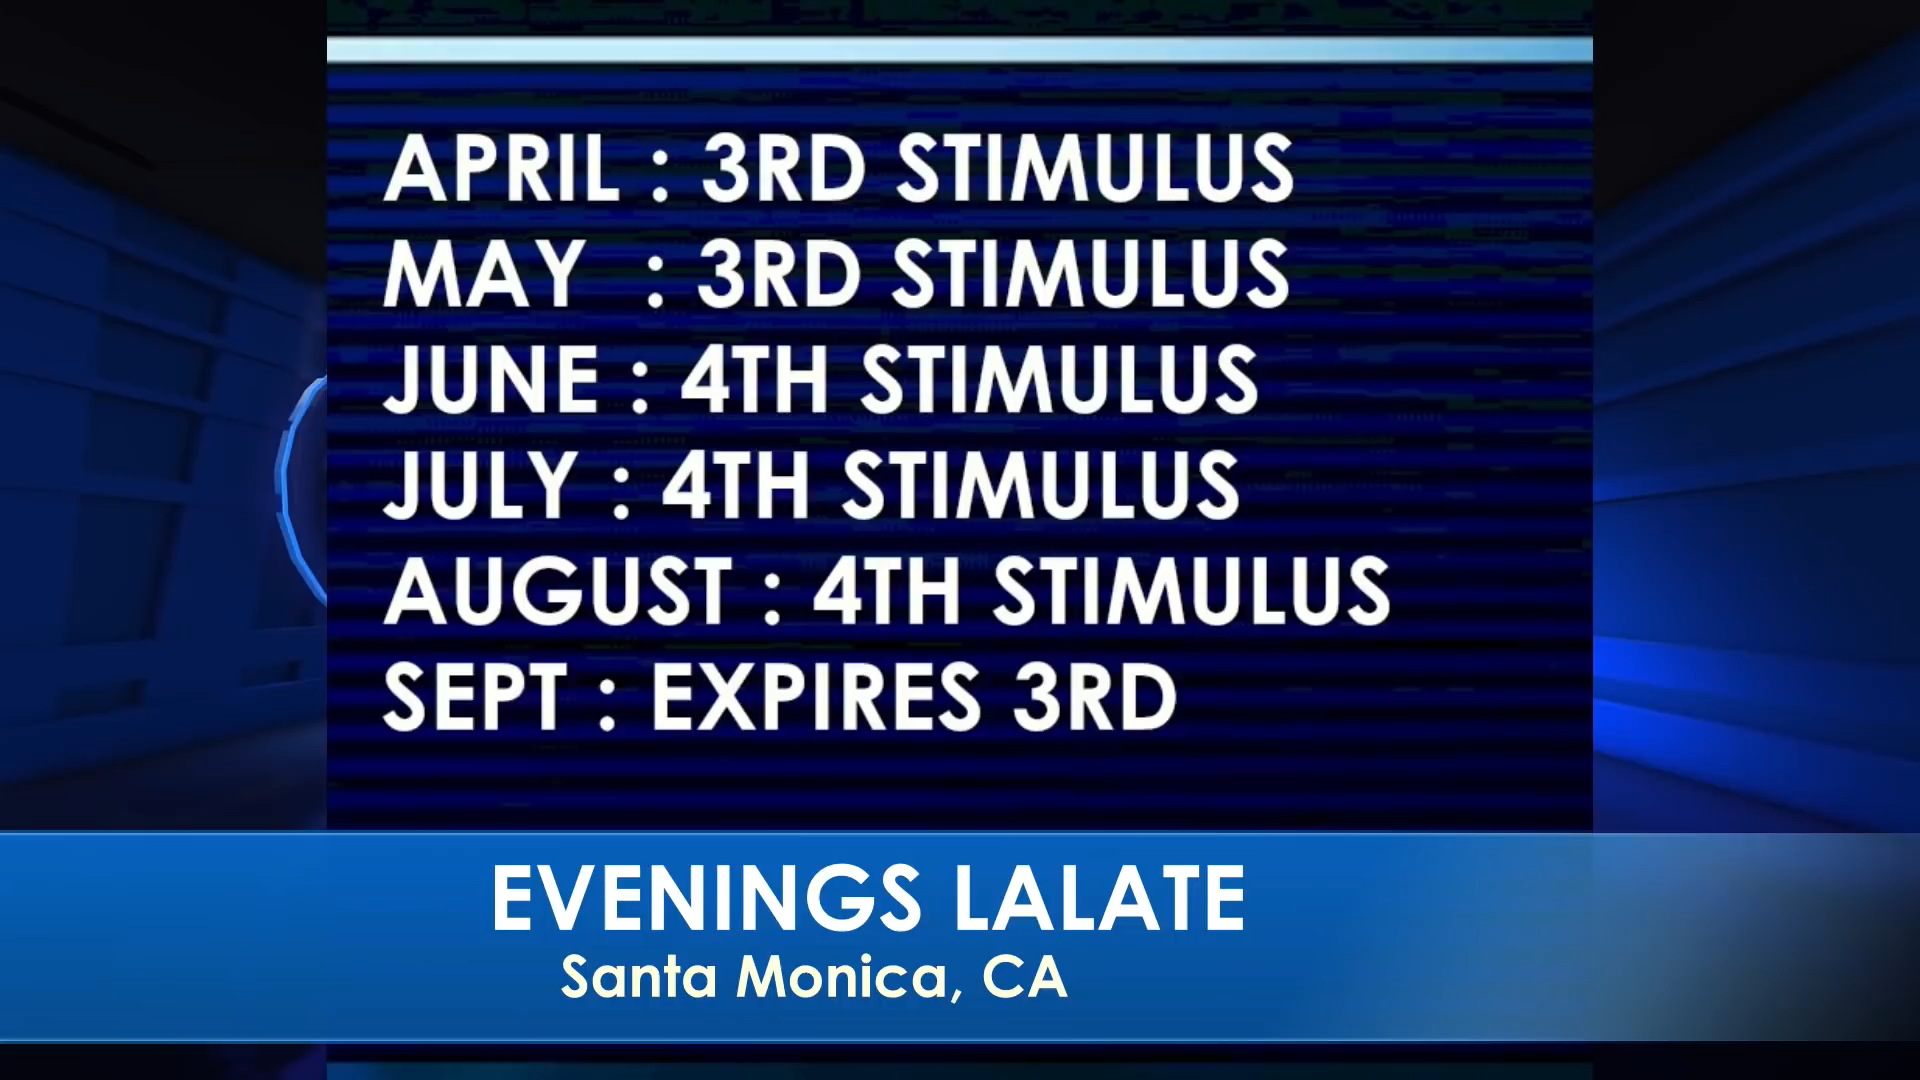 APRIL : 3RD STIMULUS
MAY : 3RD STIMULUS
JUNE : 4TH STIMULUS
JULY : 4TH STIMULUS
AUGUST : 4TH STIMULUS
SEPT : EXPIRES 3RD
EVENINGS LALATE
Santa Monica, CA